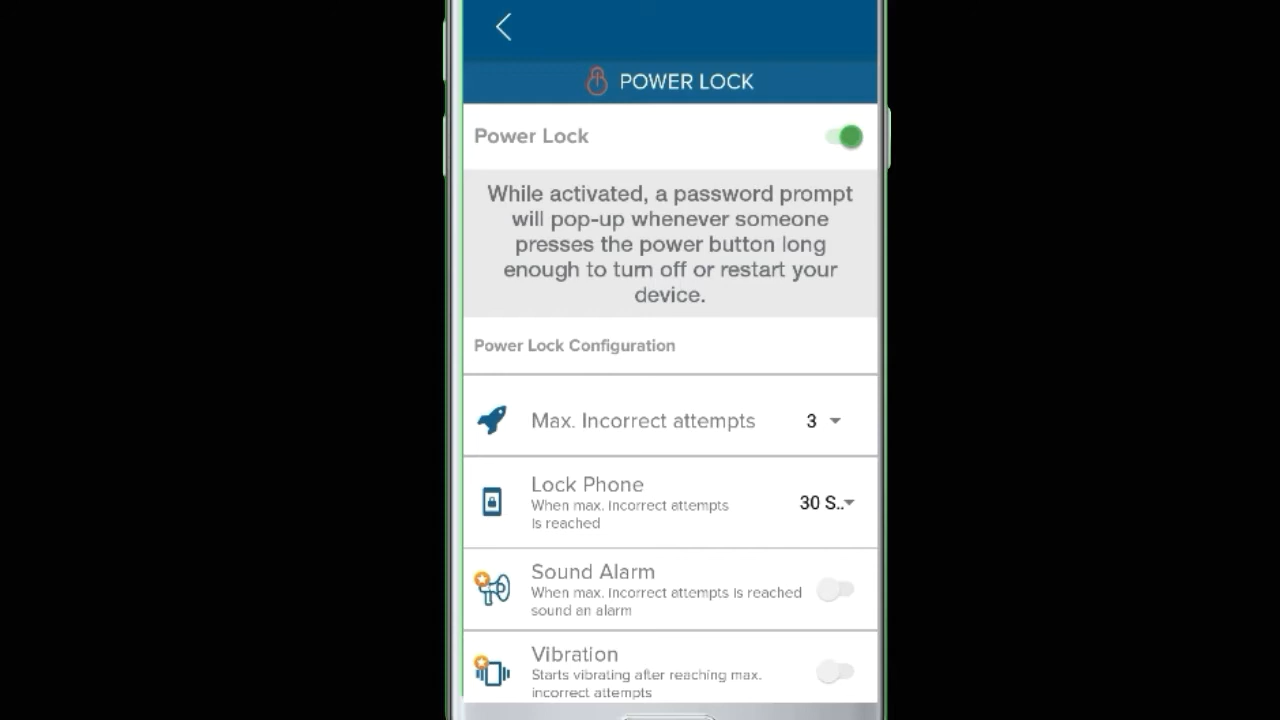 POWER LOCK
Power Lock
While activated, a password prompt
will pop-up whenever someone
presses the power button long
enough to turn off or restart your
device.
Power Lock Configuration
Max. Incorrect attempts 3
Lock Phone
When max. Incorrect attempts
Is reached
30 S..
Sound Alarm
When max. Incorrect attempts Is reached
sound an alarm
Vibration
Starts vibrating after reaching max.
incorrect attempts